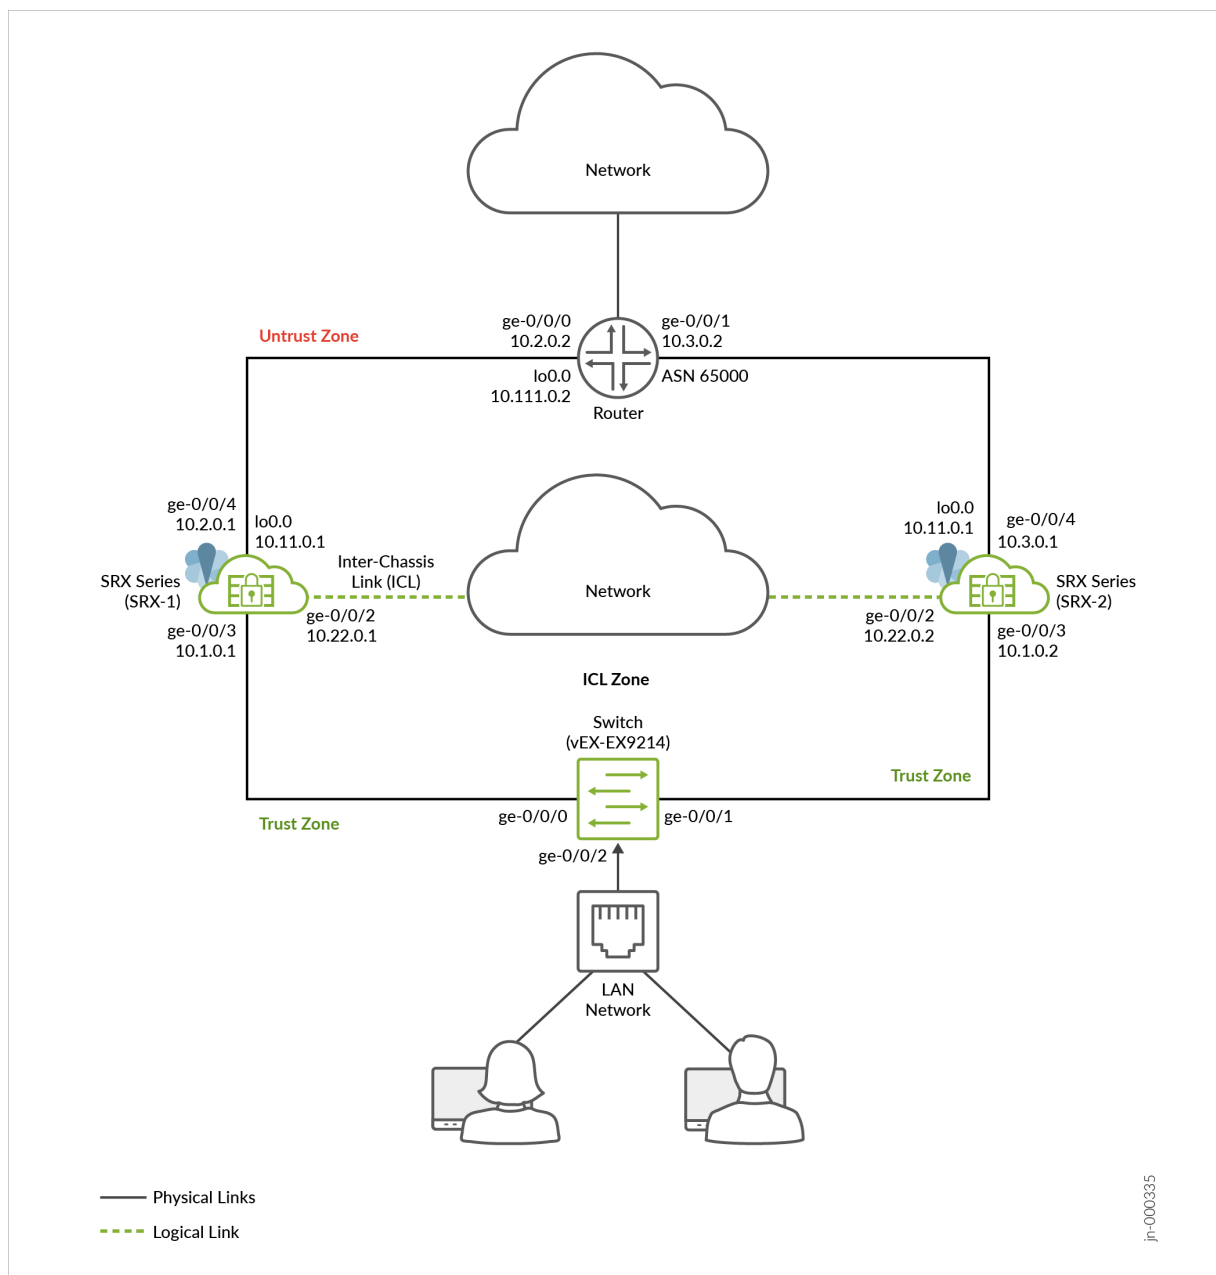 Network
Untrust Zone
ge-0/0/0
10.2.0.2
ge-0/0/1
10.3.0.2
lo0.0
10.111.0.2
ASN 65000
Router
ge-0/0/4
10.2.0.1
lo0.0
10.11.0.1
SRX Series
(SRX-1)
Inter-Chassis
Link (ICL)
ge-0/0/2
10.22.0.1
ge-0/0/3
10.1.0.1
Network
lo0.0
10.11.0.1
ge-0/0/4
10.3.0.1
SRX Series
(SRX-2)
ge-0/0/2
10.22.0.2
ge-0/0/3
10.1.0.2
ICL Zone
Switch
(vEX-EX9214)
Trust Zone
Trust Zone
ge-0/0/0
ge-0/0/1
ge-0/0/2
LAN
Network
Physical Links
Logical Link
jn-000335